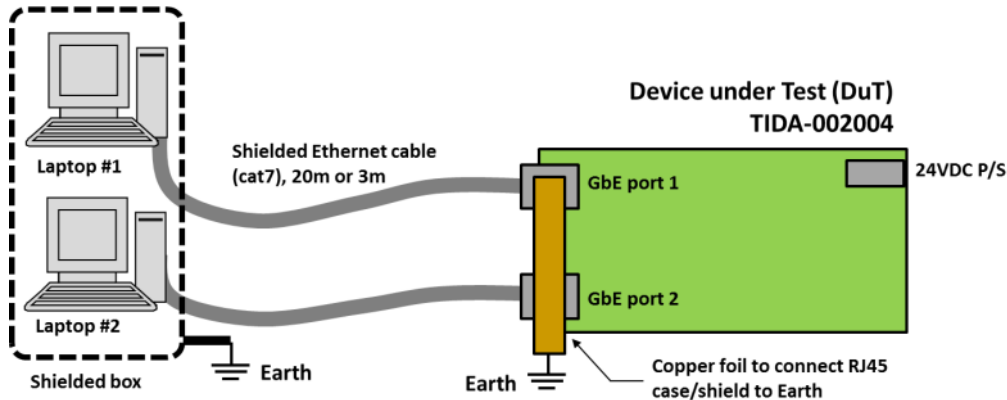 Laptop #1
Laptop #2
Shielded box
Earth
Shielded Ethernet cable
(cat7), 20m or 3m
Device under Test (DuT)
TIDA-002004
GbE port 1
24VDC P/S
GbE port 2
Earth
Copper foil to connect RJ45
case/shield to Earth